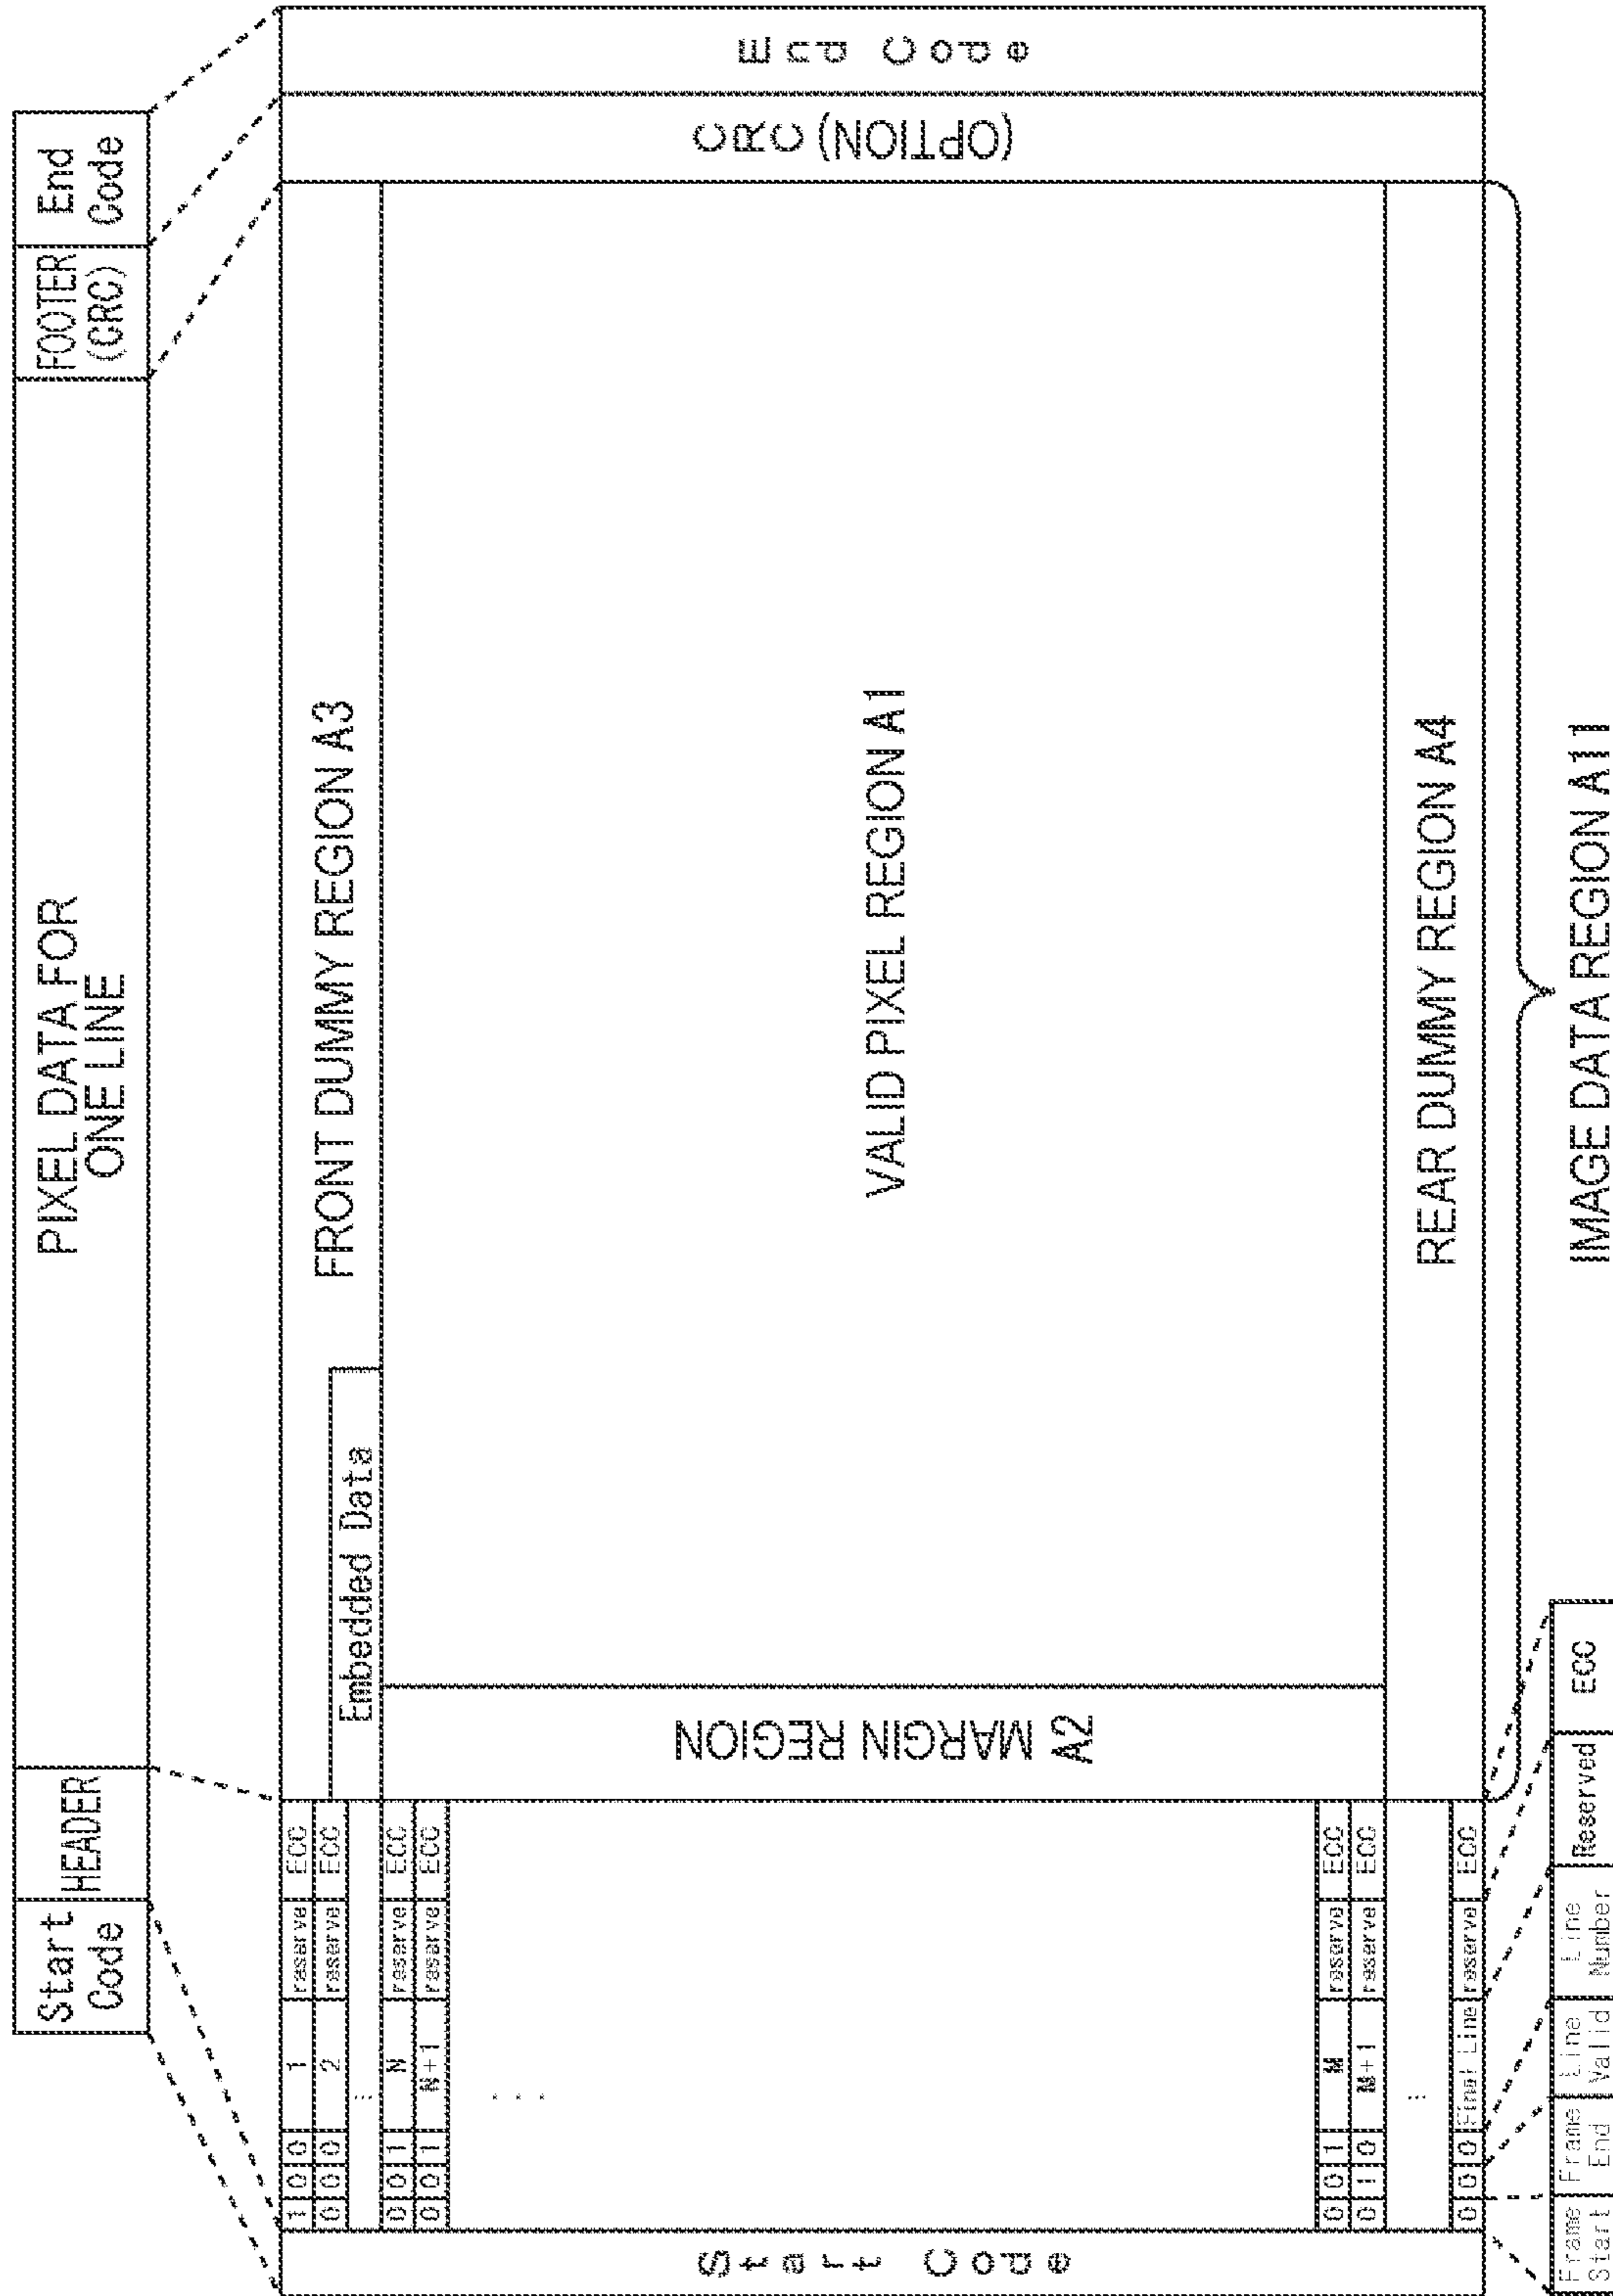 Start
Code
HEADER
PIXEL DATA FOR
ONE LINE
FOOTER
(CRC)
End
Code
Start Code
1 0 0 1 reserve ECC
0 0 0 2 reserve ECC
⋮
0 0 1 N reserve ECC
0 0 1 N+1 reserve ECC
...
0 0 1 M reserve ECC
0 1 0 M+1 reserve ECC
⋮
0 0 0 Final Line reserve ECC
FRONT DUMMY REGION A3
Embedded Data
MARGIN REGION
A2
VALID PIXEL REGION A1
REAR DUMMY REGION A4
CRC (OPTION)
End Code
Frame
Start
Frame
End
Line
Valid
Line
Number
Reserved
ECC
IMAGE DATA REGION A11